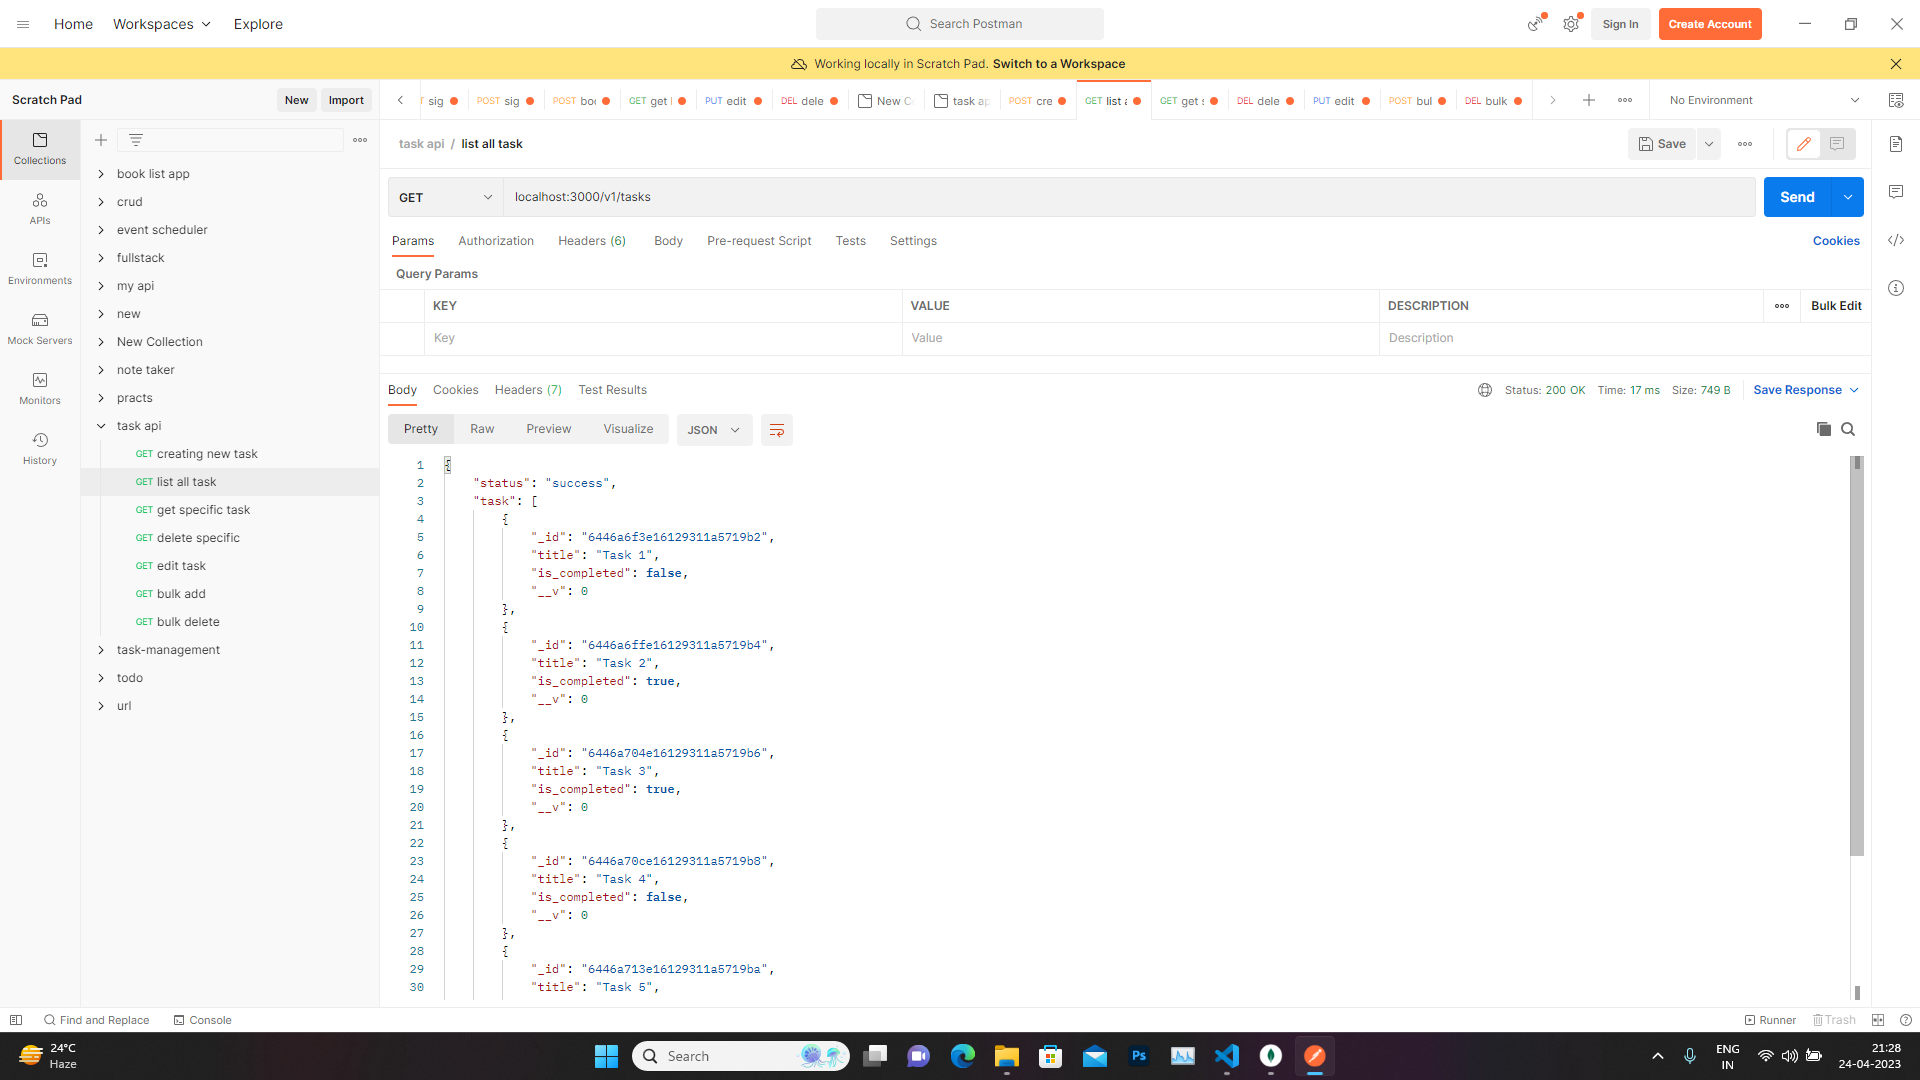 Home Workspaces Explore Search Postman Sign In Create Account
Working locally in Scratch Pad. Switch to a Workspace
Scratch Pad New Import
sig POST sig POST boo GET get PUT edit DEL dele New C task ap POST cre GET list a GET get s DEL dele PUT edit POST bul DEL bulk No Environment
Collections
APIs
Environments
Mock Servers
Monitors
History
book list app
crud
event scheduler
fullstack
my api
new
New Collection
note taker
practs
task api
GET creating new task
GET list all task
GET get specific task
GET delete specific
GET edit task
GET bulk add
GET bulk delete
task-management
todo
url
task api / list all task Save
GET localhost:3000/v1/tasks Send
Params Authorization Headers (6) Body Pre-request Script Tests Settings Cookies
Query Params
KEY VALUE DESCRIPTION Bulk Edit
Key Value Description
Body Cookies Headers (7) Test Results Status: 200 OK Time: 17 ms Size: 749 B Save Response
Pretty Raw Preview Visualize JSON
1 {
2 "status": "success",
3 "task": [
4 {
5 "_id": "6446a6f3e16129311a5719b2",
6 "title": "Task 1",
7 "is_completed": false,
8 "__v": 0
9 },
10 {
11 "_id": "6446a6ffe16129311a5719b4",
12 "title": "Task 2",
13 "is_completed": true,
14 "__v": 0
15 },
16 {
17 "_id": "6446a704e16129311a5719b6",
18 "title": "Task 3",
19 "is_completed": true,
20 "__v": 0
21 },
22 {
23 "_id": "6446a70ce16129311a5719b8",
24 "title": "Task 4",
25 "is_completed": false,
26 "__v": 0
27 },
28 {
29 "_id": "6446a713e16129311a5719ba",
30 "title": "Task 5",
Find and Replace Console Runner Trash
24°C
Haze
Search
Ps
ENG
IN
21:28
24-04-2023